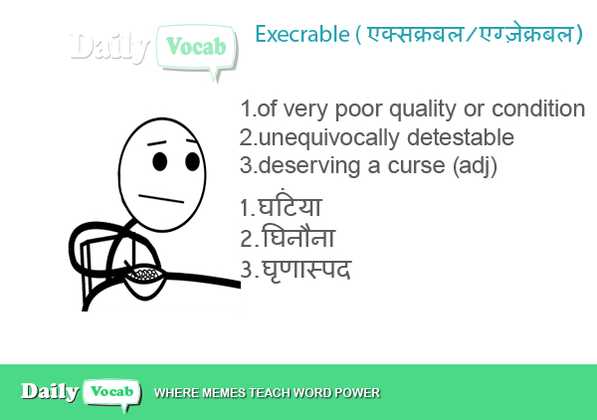 Daily Vocab
Execrable ( एक्सक्रबल/एग्ज़ेक्रबल)
1.of very poor quality or condition
2.unequivocally detestable
3.deserving a curse (adj)
1.घटिंया
2.घिनौना
3.घृणास्पद
Daily Vocab WHERE MEMES TEACH WORD POWER